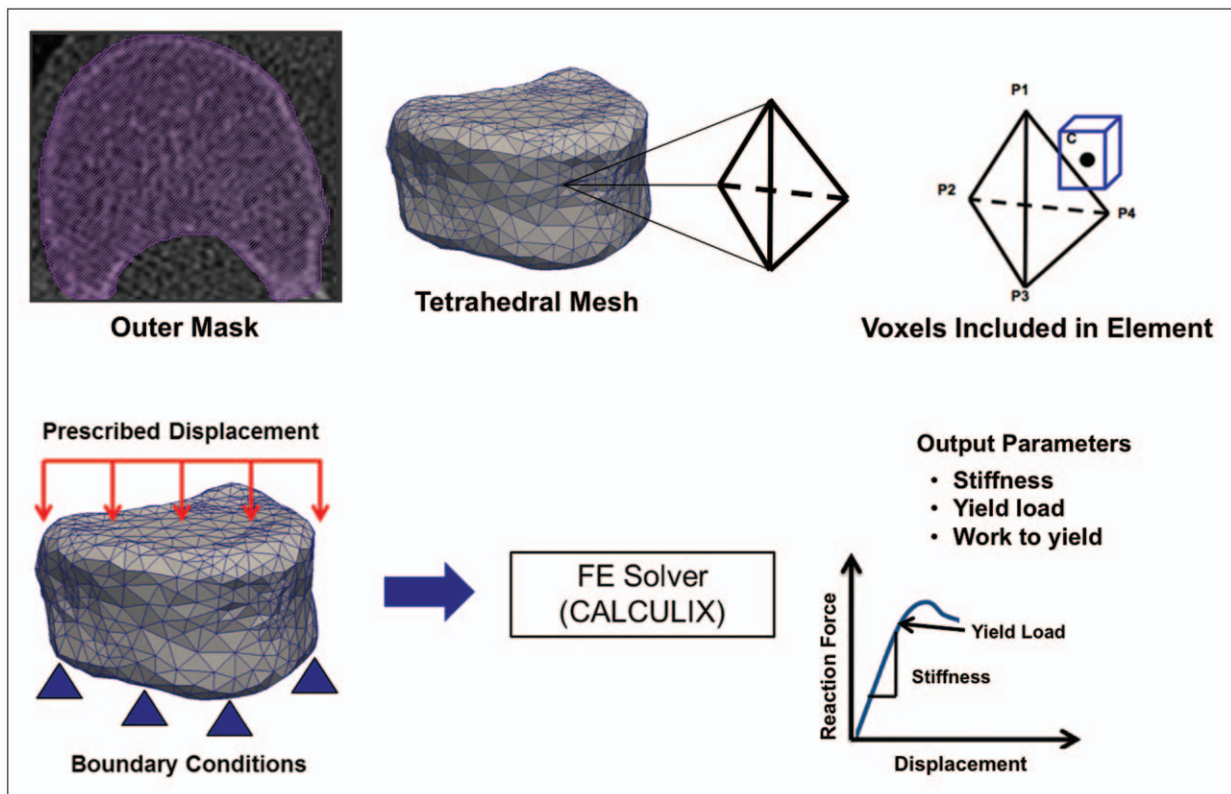 P1
C
P2
P4
P3
Outer Mask
Tetrahedral Mesh
Voxels Included in Element
Prescribed Displacement
Boundary Conditions
FE Solver
(CALCULIX)
Output Parameters
• Stiffness
• Yield load
• Work to yield
Reaction Force
Yield Load
Stiffness
Displacement